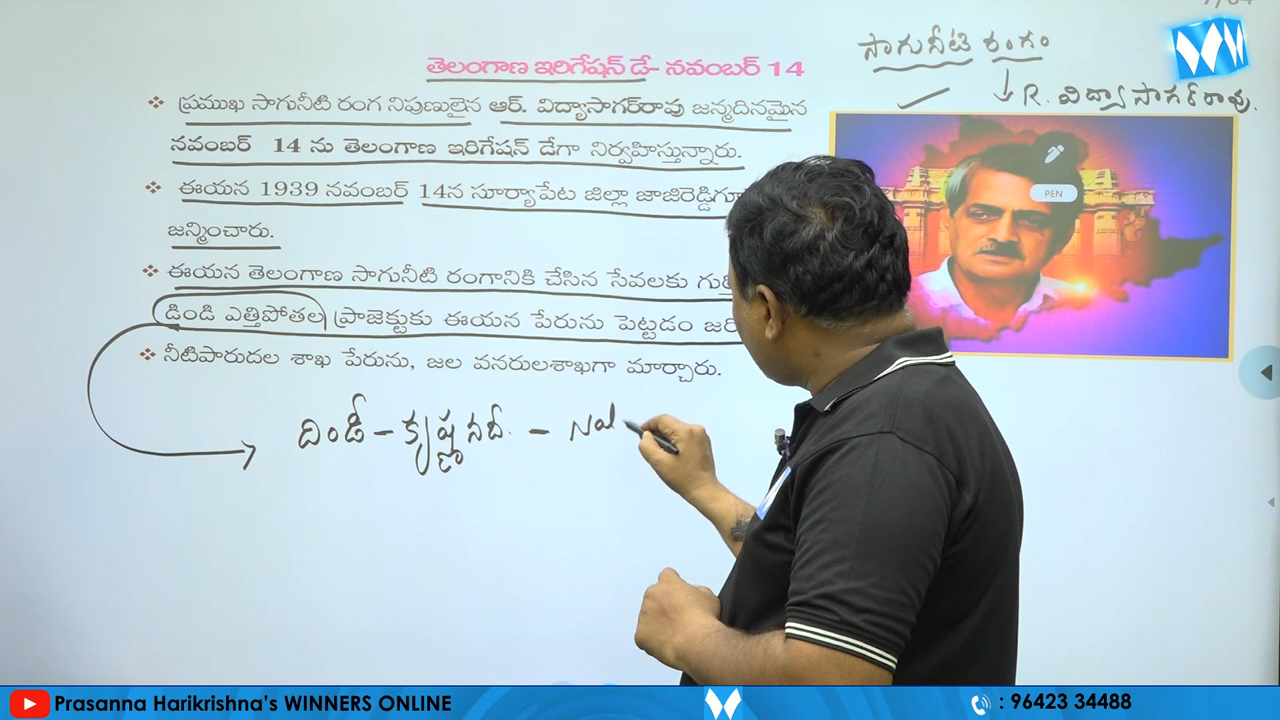 సాగునీటి రంగం
R. విద్యాసాగర్‌రావు.
తెలంగాణ ఇరిగేషన్ డే- నవంబర్ 14
❖ ప్రముఖ సాగునీటి రంగ నిపుణులైన ఆర్. విద్యాసాగర్‌రావు జన్మదినమైన
నవంబర్ 14 ను తెలంగాణ ఇరిగేషన్ డేగా నిర్వహిస్తున్నారు.
❖ ఈయన 1939 నవంబర్ 14న సూర్యాపేట జిల్లా జాజిరెడ్డిగూ
జన్మించారు.
❖ ఈయన తెలంగాణ సాగునీటి రంగానికి చేసిన సేవలకు
డిండి ఎత్తిపోతల ప్రాజెక్టుకు ఈయన పేరును పెట్టడం
❖ నీటిపారుదల శాఖ పేరును, జల వనరులశాఖగా మార్చారు.
దిండీ - కృష్ణ నదీ. - Nal
PEN
Prasanna Harikrishna's WINNERS ONLINE
: 96423 34488